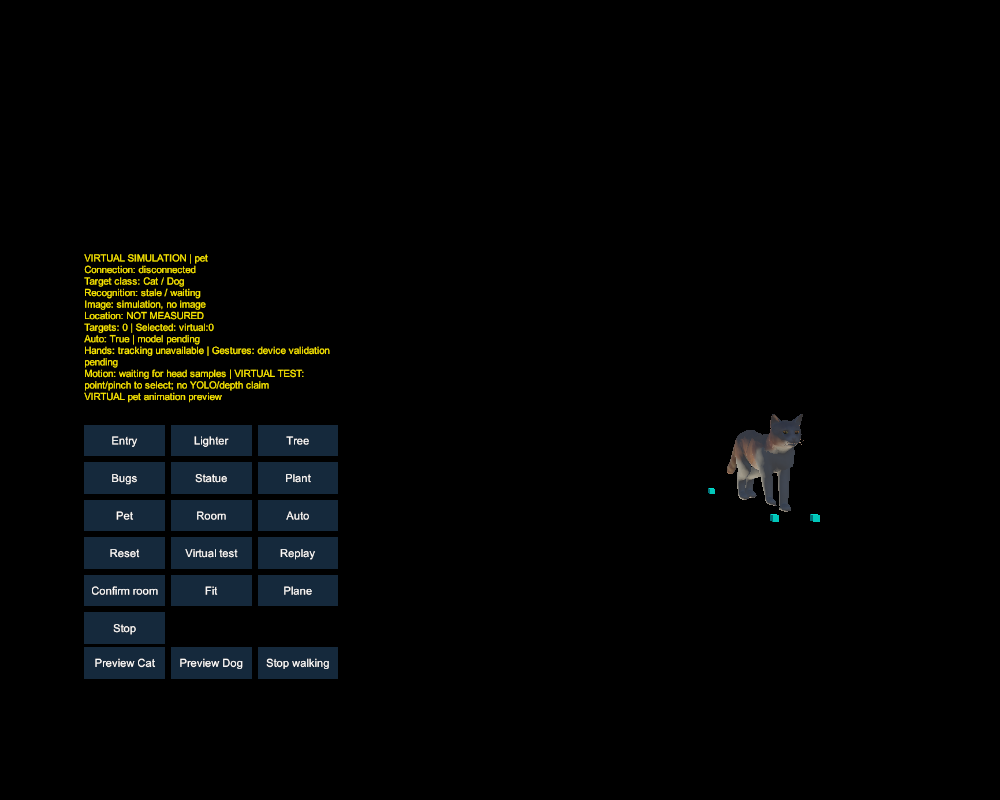 VIRTUAL SIMULATION | pet
Connection: disconnected
Target class: Cat / Dog
Recognition: stale / waiting
Image: simulation, no image
Location: NOT MEASURED
Targets: 0 | Selected: virtual:0
Auto: True | model pending
Hands: tracking unavailable | Gestures: device validation
pending
Motion: waiting for head samples | VIRTUAL TEST:
point/pinch to select; no YOLO/depth claim
VIRTUAL pet animation preview
Entry
Lighter
Tree
Bugs
Statue
Plant
Pet
Room
Auto
Reset
Virtual test
Replay
Confirm room
Fit
Plane
Stop
Preview Cat
Preview Dog
Stop walking